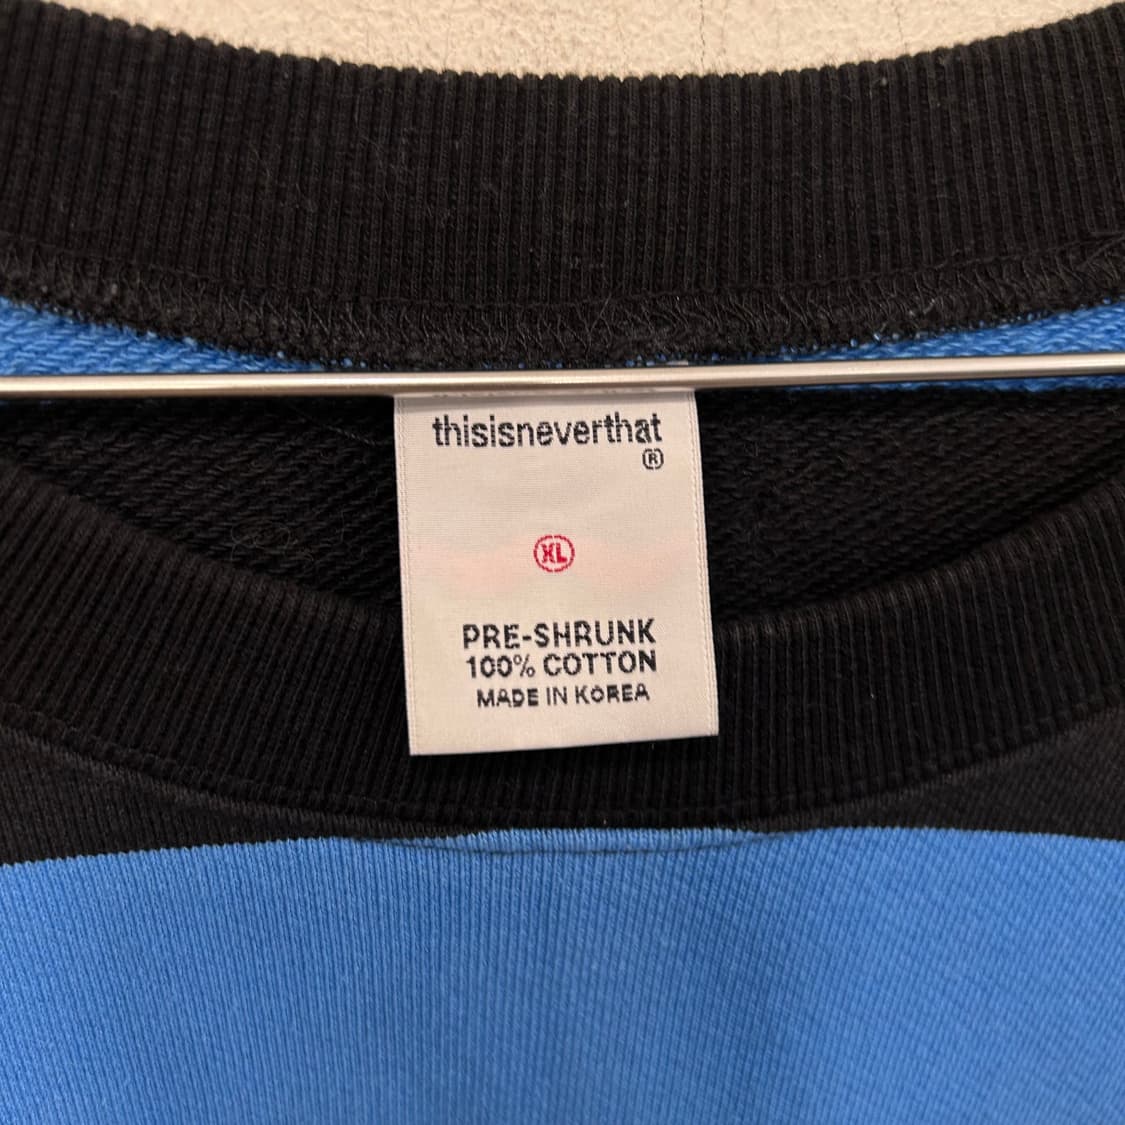 thisisneverthat
®
XL
PRE-SHRUNK
100% COTTON
MADE IN KOREA